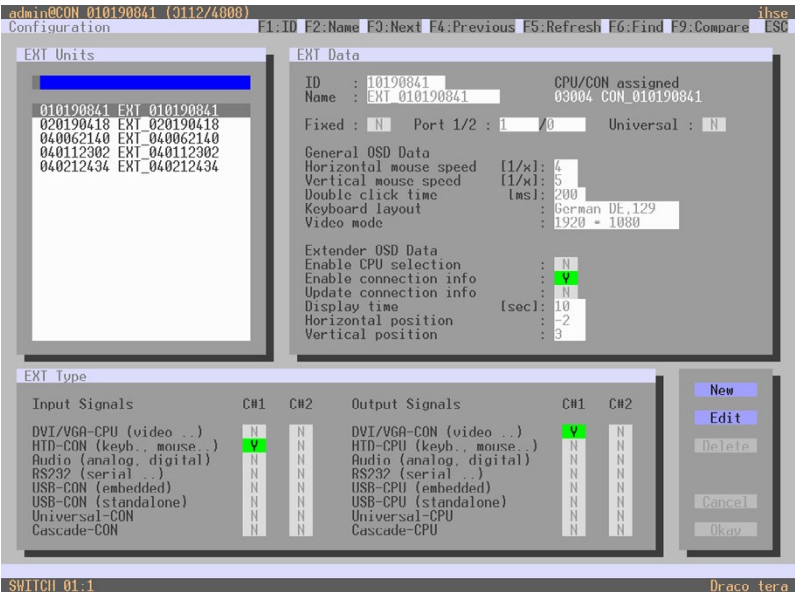 admin@CON_010190841 (0112/4808) ihse
Configuration F1:ID F2:Name F3:Next F4:Previous F5:Refresh F6:Find F9:Compare ESC
EXT Units
010190841 EXT_010190841
020190418 EXT_020190418
040062140 EXT_040062140
040112302 EXT_040112302
040212434 EXT_040212434
EXT Data
ID : 10190841 CPU/CON assigned
Name : EXT_010190841 03004 CON_010190841
Fixed : N Port 1/2 : 1 /0 Universal : N
General OSD Data
Horizontal mouse speed [1/x]: 4
Vertical mouse speed [1/x]: 5
Double click time [ms]: 200
Keyboard layout : German DE,129
Video mode : 1920 * 1080
Extender OSD Data
Enable CPU selection : N
Enable connection info : Y
Update connection info : N
Display time [sec]: 10
Horizontal position : -2
Vertical position : 3
EXT Type
Input Signals C#1 C#2 Output Signals C#1 C#2
DVI/VGA-CPU (video ..) N N DVI/VGA-CON (video ..) Y N
HID-CON (keyb., mouse..) Y N HID-CPU (keyb., mouse..) N N
Audio (analog, digital) N N Audio (analog, digital) N N
RS232 (serial ..) N N RS232 (serial ..) N N
USB-CON (embedded) N N USB-CPU (embedded) N N
USB-CON (standalone) N N USB-CPU (standalone) N N
Universal-CON N N Universal-CPU N N
Cascade-CON N N Cascade-CPU N N
New
Edit
Delete
Cancel
Okay
SWITCH 01:1 Draco tera